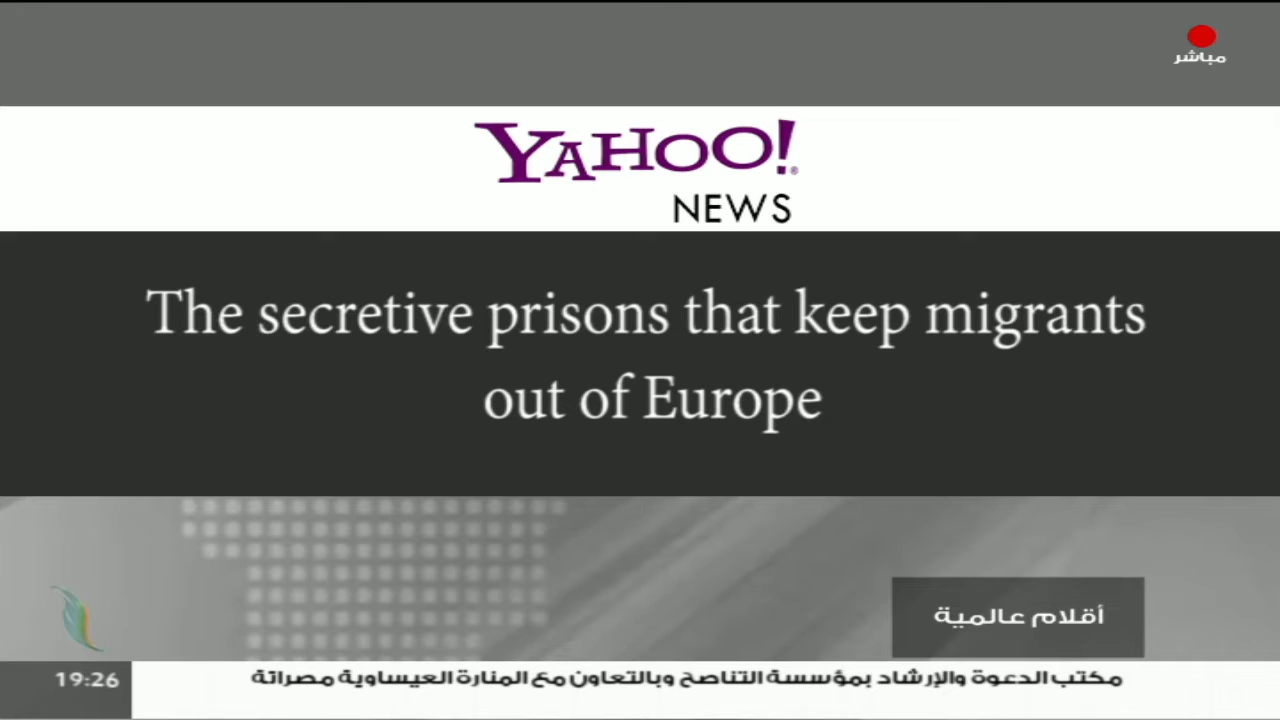 مباشر
YAHOO!
NEWS
The secretive prisons that keep migrants
out of Europe
أقلام عالمية
19:26
مكتب الدعوة والإرشاد بمؤسسة التناصح وبالتعاون مع المنارة العيساوية مصراتة